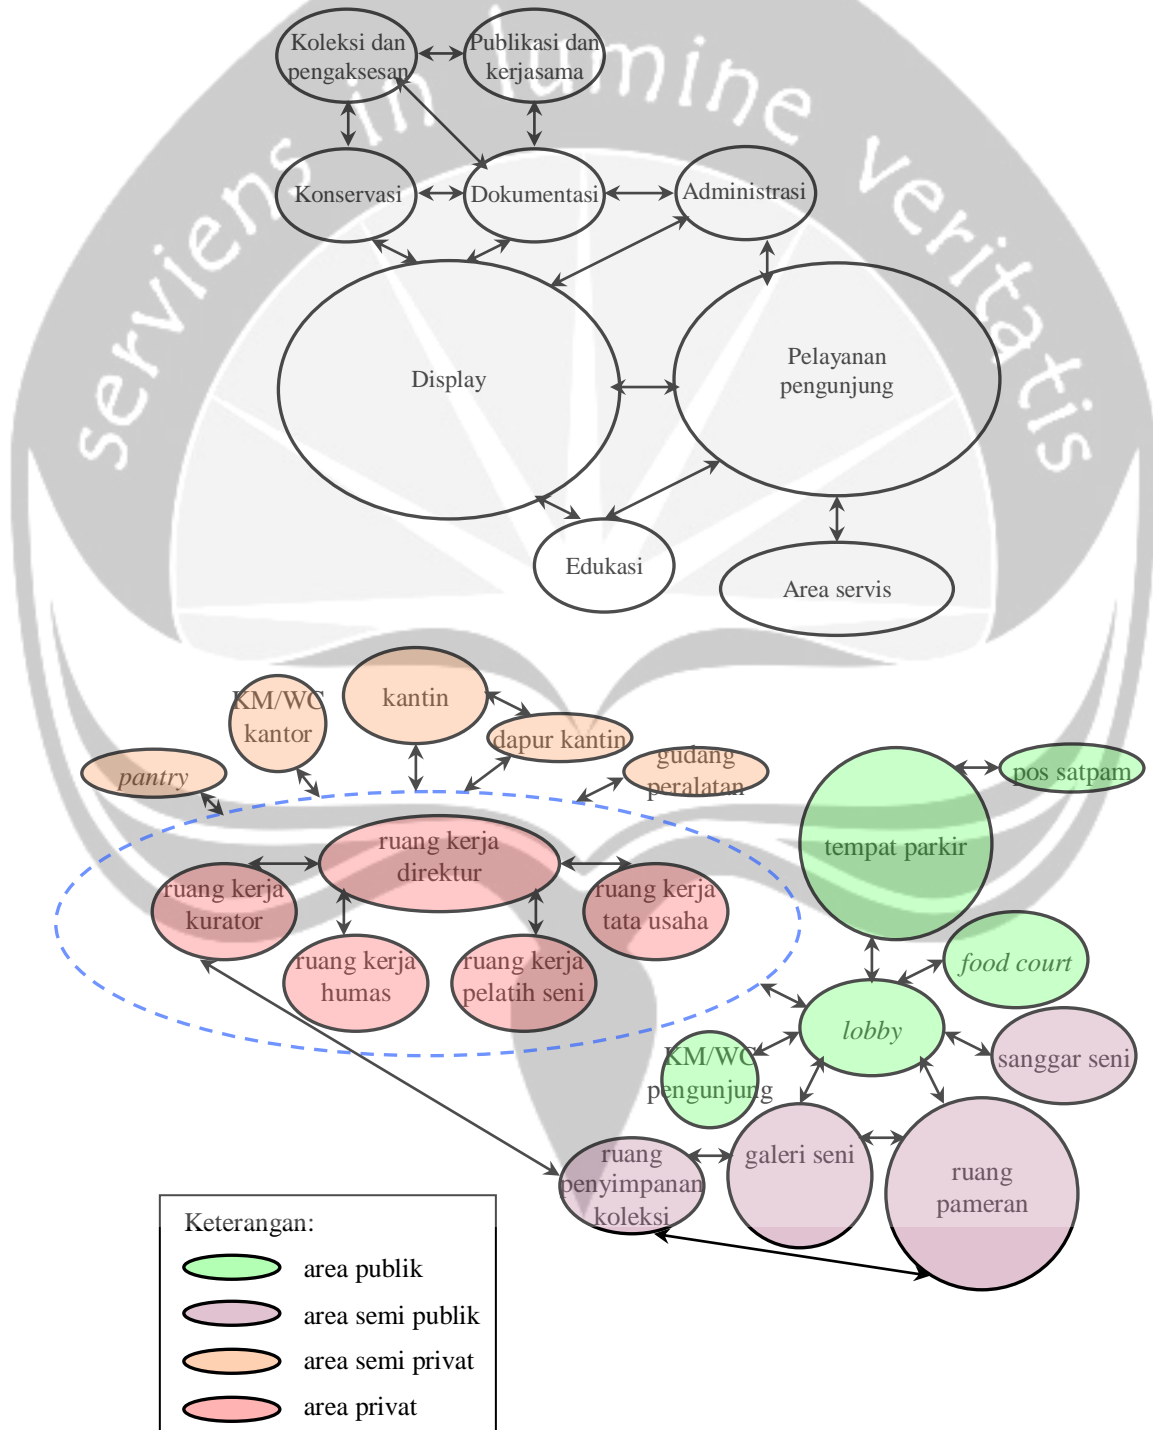 serviens in lumine veritatis
Koleksi dan
pengaksesan
Publikasi dan
kerjasama
Konservasi
Dokumentasi
Administrasi
Display
Pelayanan
pengunjung
Edukasi
Area servis
KM/WC
kantor
kantin
dapur kantin
pantry
gudang
peralatan
pos satpam
tempat parkir
ruang kerja
direktur
ruang kerja
kurator
ruang kerja
tata usaha
ruang kerja
humas
ruang kerja
pelatih seni
food court
lobby
KM/WC
pengunjung
sanggar seni
ruang
penyimpanan
koleksi
galeri seni
ruang
pameran
Keterangan:
area publik
area semi publik
area semi privat
area privat